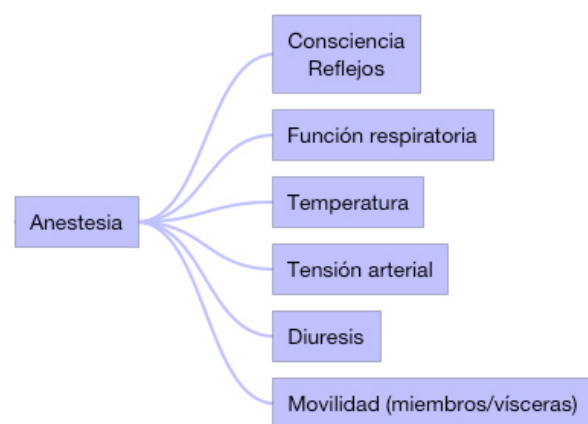 Anestesia
Consciencia
Reflejos
Función respiratoria
Temperatura
Tensión arterial
Diuresis
Movilidad (miembros/vísceras)